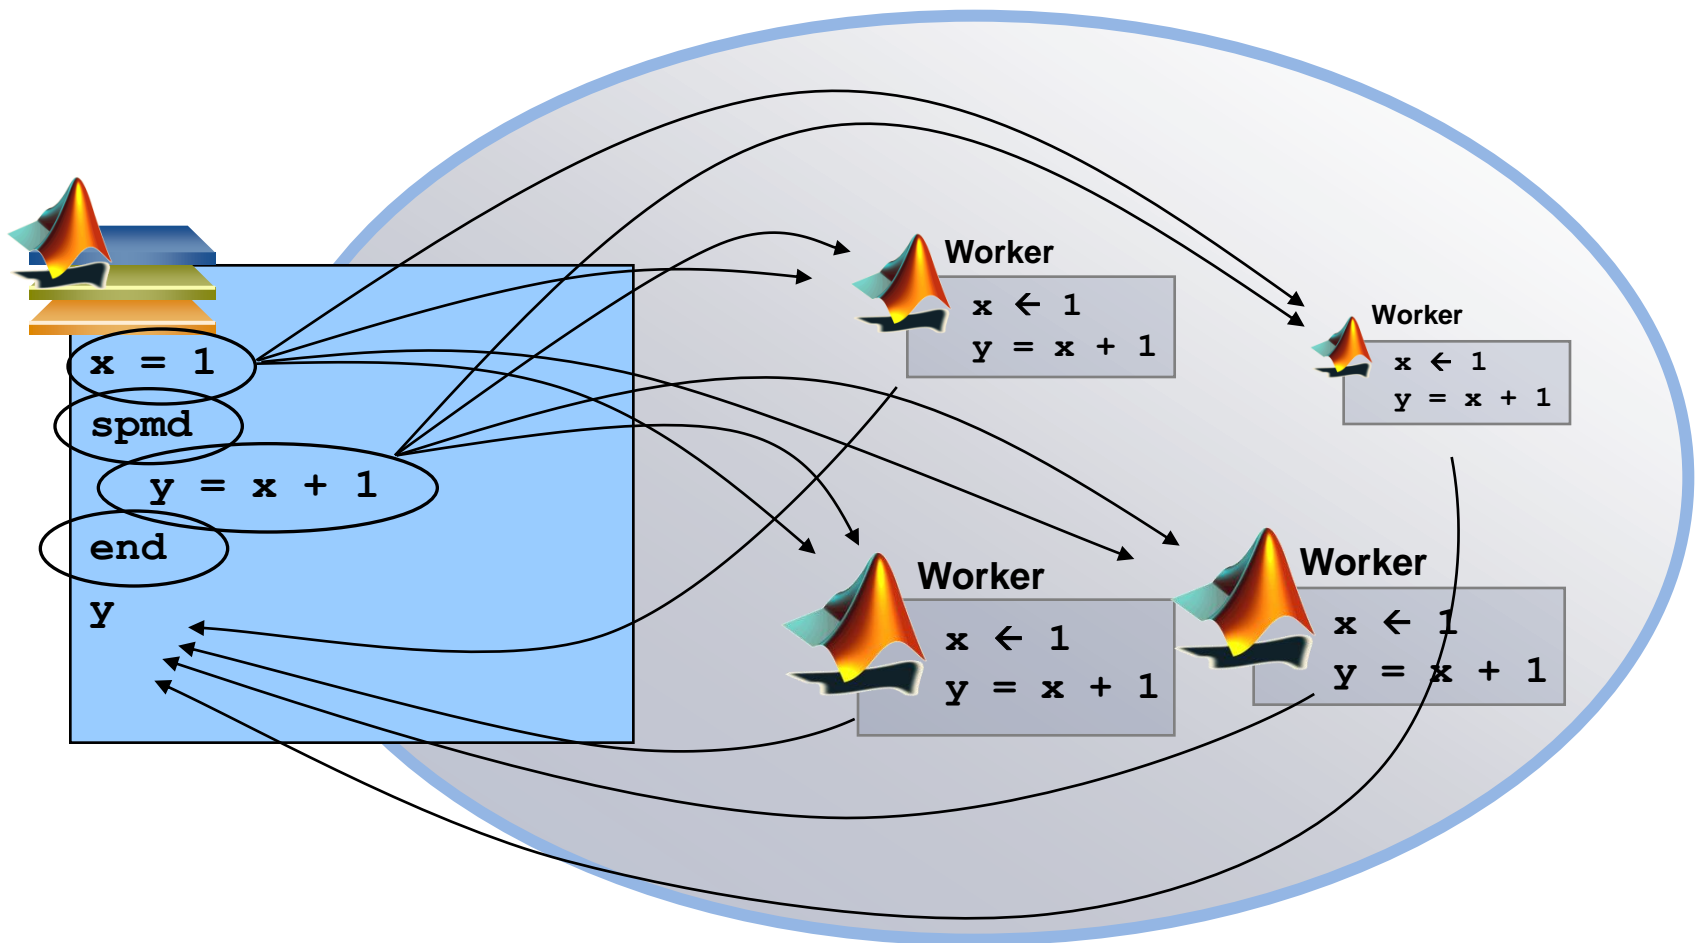 x = 1
spmd
y = x + 1
end
y
Worker
x ← 1
y = x + 1
Worker
x ← 1
y = x + 1
Worker
x ← 1
y = x + 1
Worker
x ← 1
y = x + 1